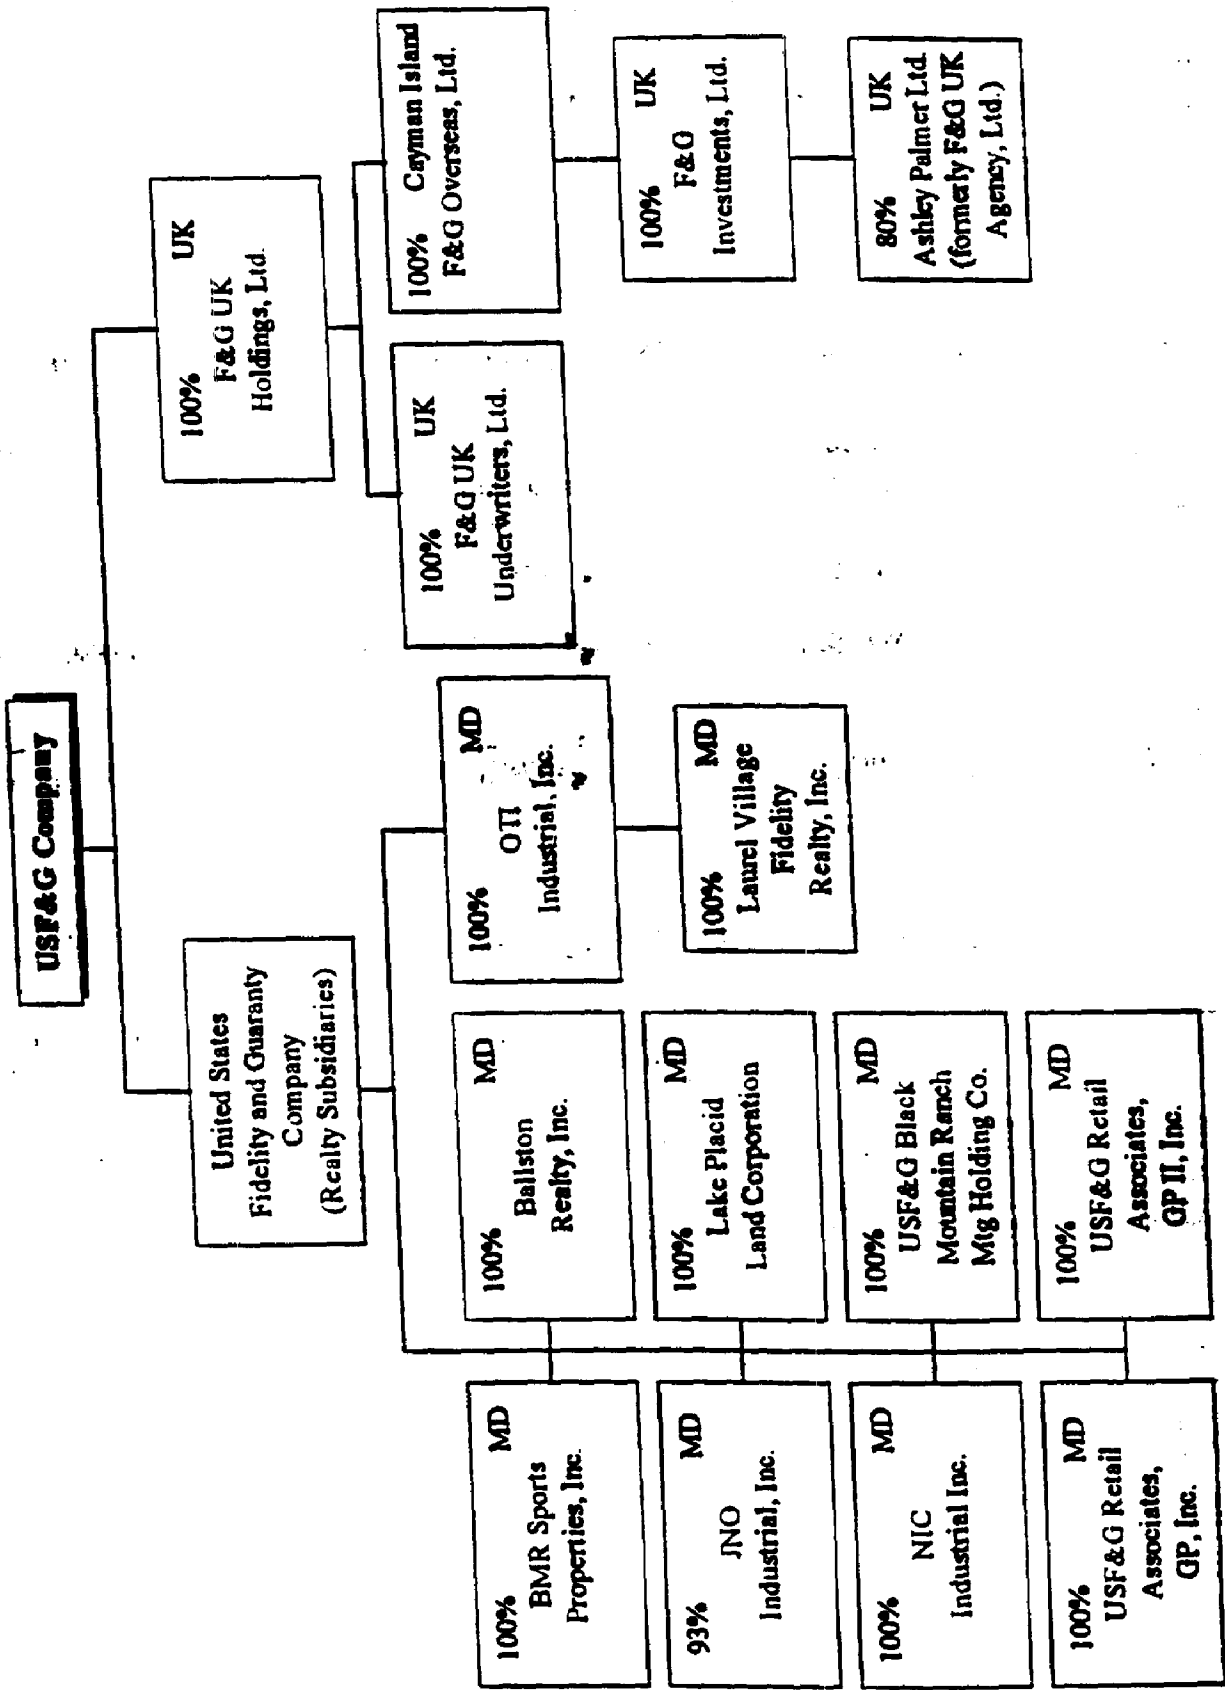 USF&G Company
United States
Fidelity and Guaranty
Company
(Realty Subsidiaries)
100% UK
F&G UK
Holdings, Ltd.
100% MD
BMR Sports
Properties, Inc.
100% MD
Ballston
Realty, Inc.
100% MD
OTI
Industrial, Inc.
100% UK
F&G UK
Underwriters, Ltd.
100% Cayman Island
F&G Overseas, Ltd.
93% MD
JNO
Industrial, Inc.
100% MD
Lake Placid
Land Corporation
100% MD
Laurel Village
Fidelity
Realty, Inc.
100% UK
F&G
Investments, Ltd.
100% MD
NIC
Industrial Inc.
100% MD
USF&G Black
Mountain Ranch
Mtg Holding Co.
80% UK
Ashley Palmer Ltd.
(formerly F&G UK
Agency, Ltd.)
100% MD
USF&G Retail
Associates,
GP, Inc.
100% MD
USF&G Retail
Associates,
GP II, Inc.